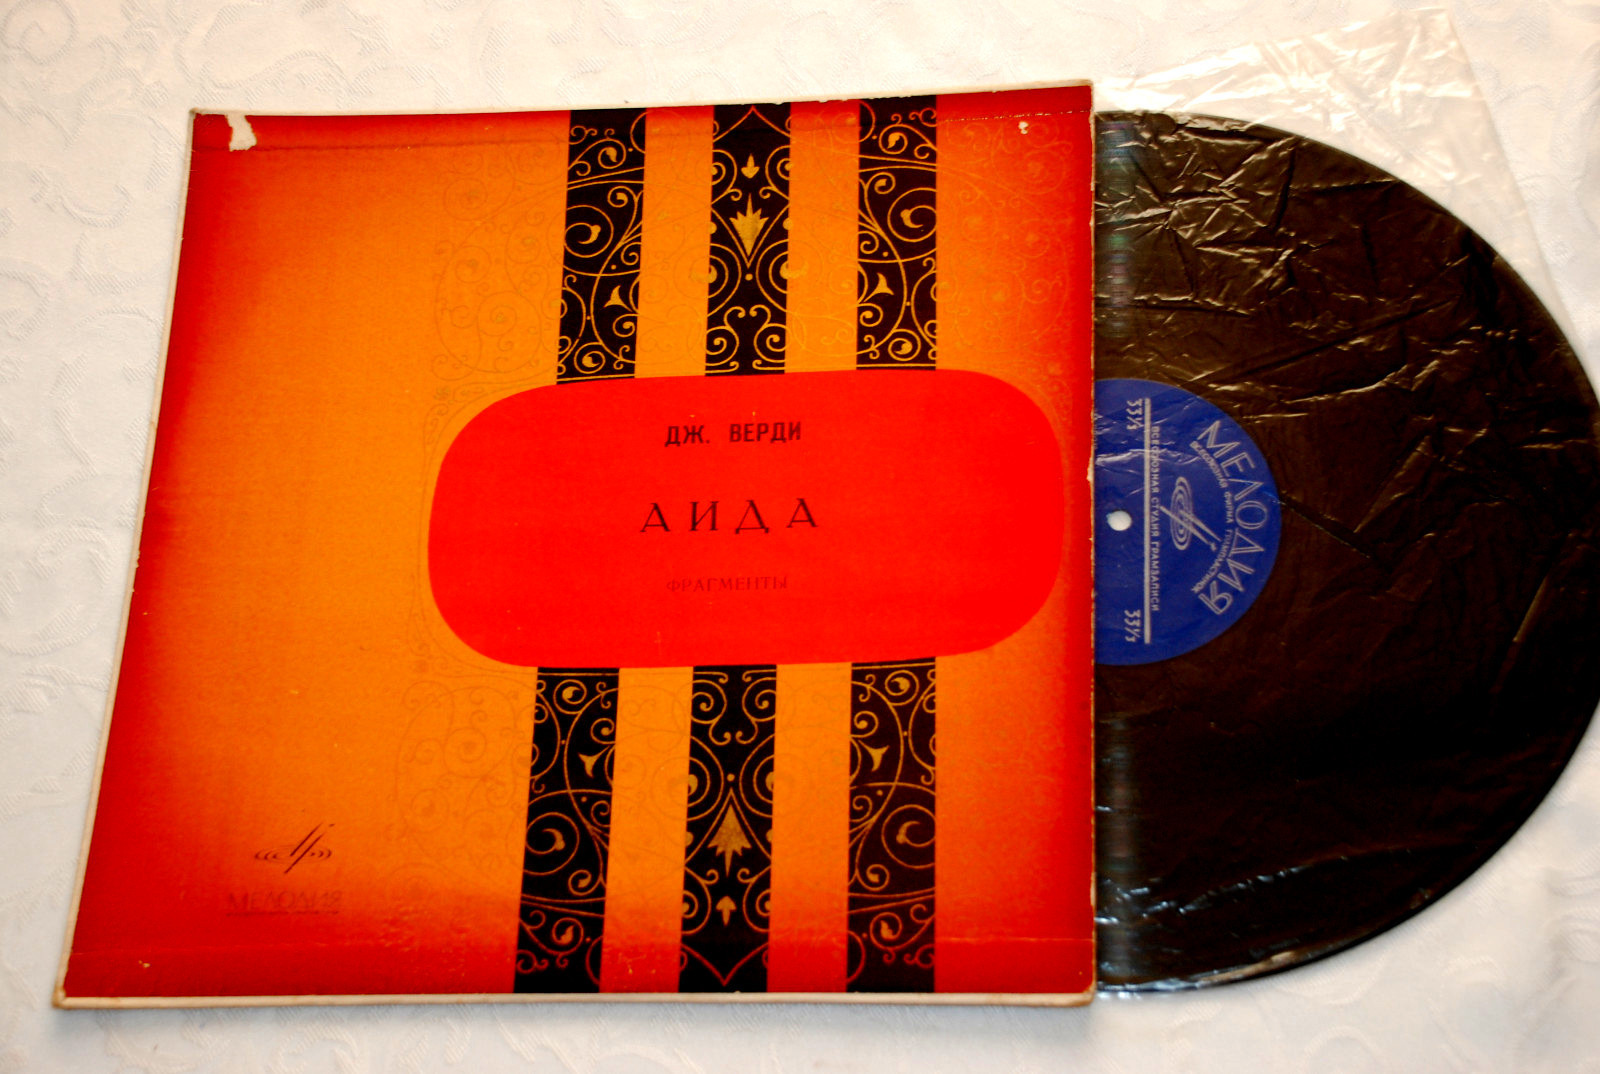 ДЖ. ВЕРДИ
АИДА
ФРАГМЕНТЫ
МЕЛОДИЯ
МЕЛОДИЯ
ВСЕСОЮЗНАЯ ФИРМА ГРАМПЛАСТИНОК
ВСЕСОЮЗНАЯ СТУДИЯ ГРАМЗАПИСИ
33⅓
33⅓